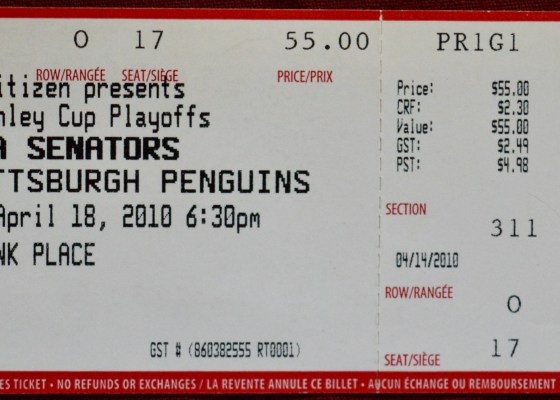 O 17 55.00
ROW/RANGÉE SEAT/SIÈGE PRICE/PRIX
itizen presents
nley Cup Playoffs
A SENATORS
TTSBURGH PENGUINS
April 18, 2010 6:30pm
NK PLACE
GST # (860382555 RT0001)
PR1G1
Price: $55.00
CRF: $2.30
Value: $55.00
GST: $2.49
PST: $4.98
SECTION
311
04/14/2010
ROW/RANGÉE
O
17
SEAT/SIÈGE
ES TICKET • NO REFUNDS OR EXCHANGES / LA REVENTE ANNULE CE BILLET • AUCUN ÉCHANGE OU REMBOURSEMENT